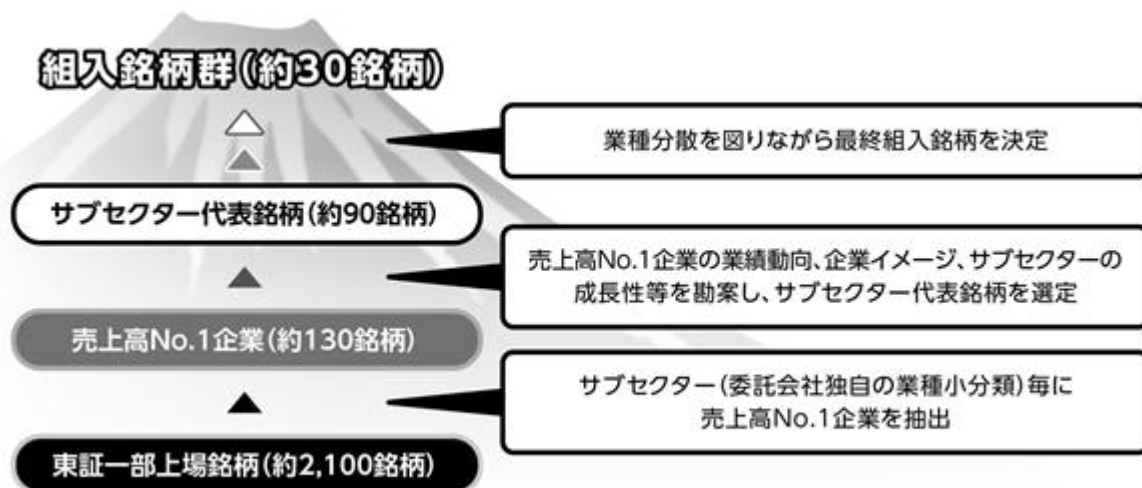 組入銘柄群(約30銘柄)
業種分散を図りながら最終組入銘柄を決定
サブセクター代表銘柄(約90銘柄)
売上高No.1企業の業績動向、企業イメージ、サブセクターの
成長性等を勘案し、サブセクター代表銘柄を選定
売上高No.1企業(約130銘柄)
サブセクター(委託会社独自の業種小分類)毎に
売上高No.1企業を抽出
東証一部上場銘柄(約2,100銘柄)